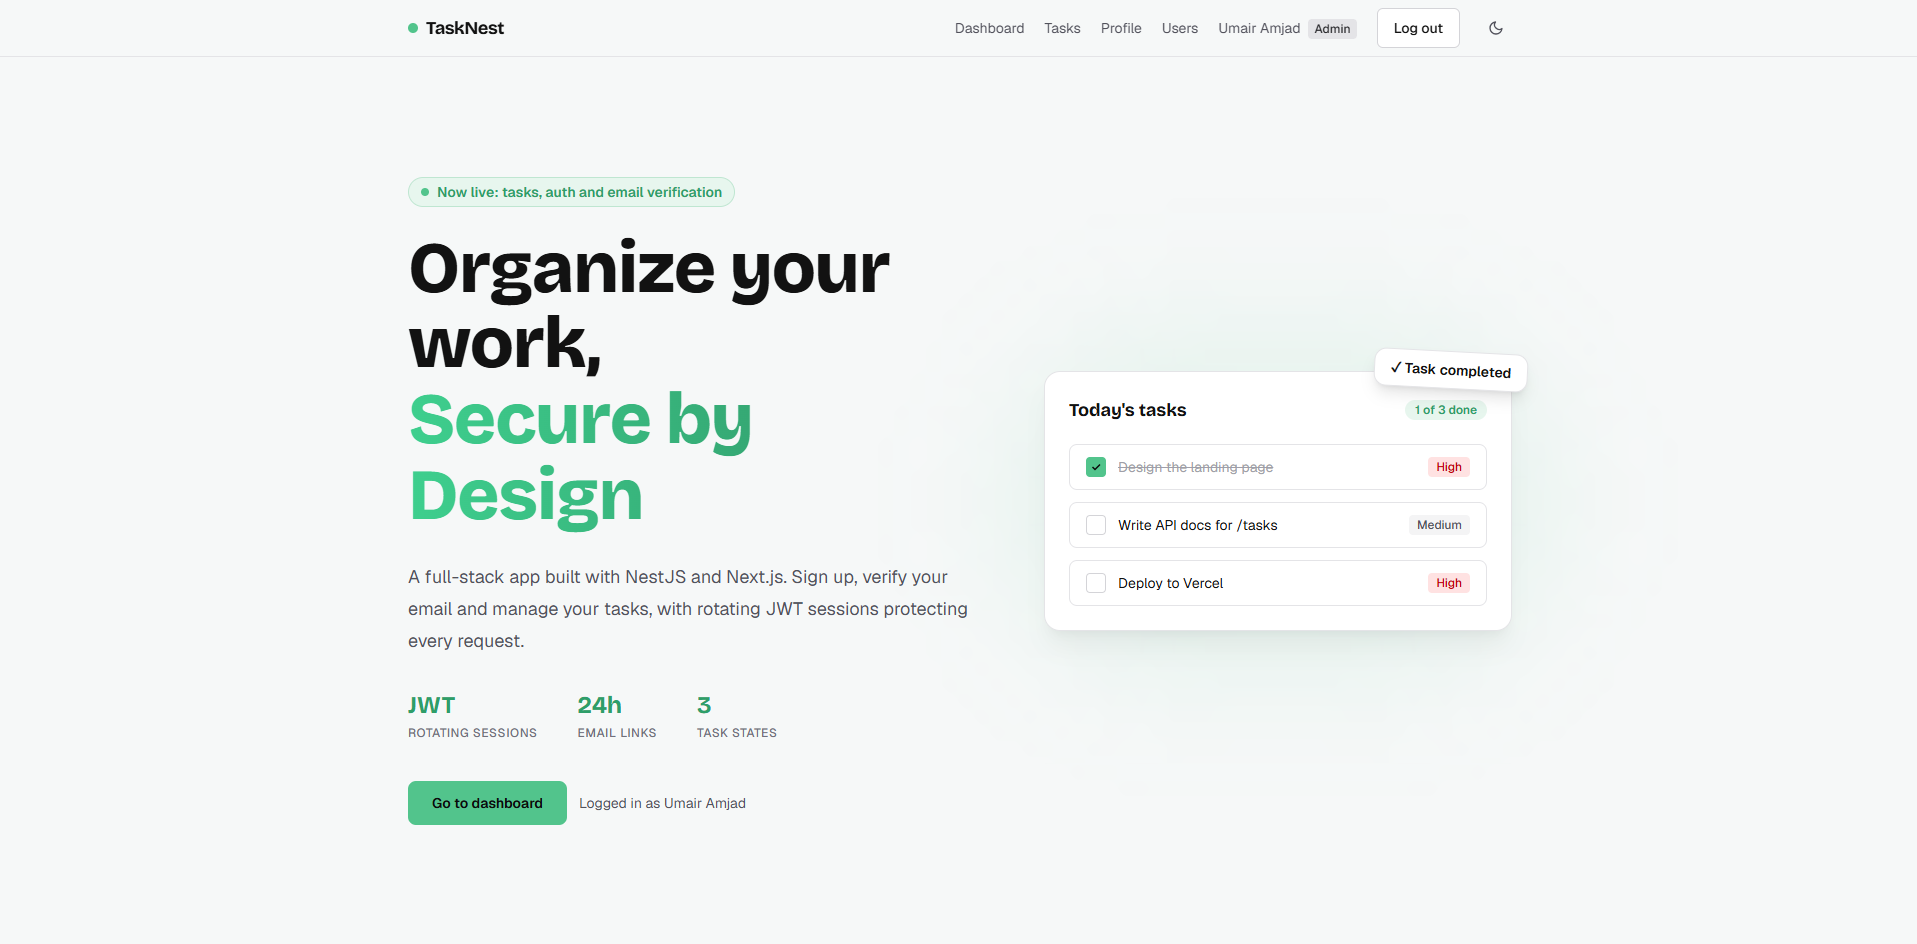 TaskNest
Dashboard Tasks Profile Users Umair Amjad Admin Log out
Now live: tasks, auth and email verification
Organize your
work,
Secure by
Design
A full-stack app built with NestJS and Next.js. Sign up, verify your
email and manage your tasks, with rotating JWT sessions protecting
every request.
JWT
ROTATING SESSIONS
24h
EMAIL LINKS
3
TASK STATES
Go to dashboard
Logged in as Umair Amjad
✓ Task completed
Today's tasks
1 of 3 done
Design the landing page High
Write API docs for /tasks Medium
Deploy to Vercel High